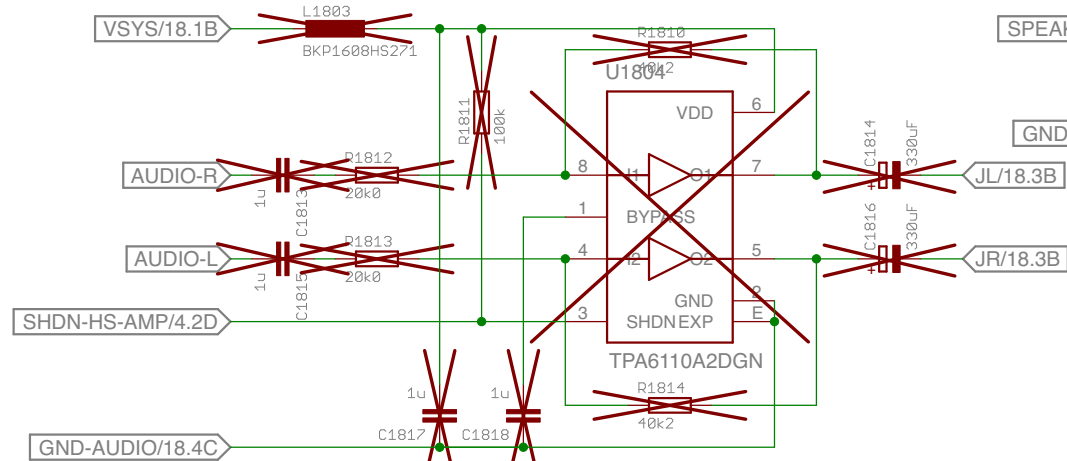 L1803
VSYS/18.1B
BKP1608HS271
SPEAK
R1810
40k2
U1804
R1811
100k
VDD
6
GND
C1814
330uF
AUDIO-R
R1812
20k0
1u
C1813
8
I1
O1
7
JL/18.3B
1
BYPASS
C1816
330uF
AUDIO-L
R1813
20k0
1u
C1815
4
I2
O2
5
JR/18.3B
GND
2
SHDN-HS-AMP/4.2D
3
SHDN
EXP
E
TPA6110A2DGN
R1814
40k2
1u
C1817
1u
C1818
GND-AUDIO/18.4C